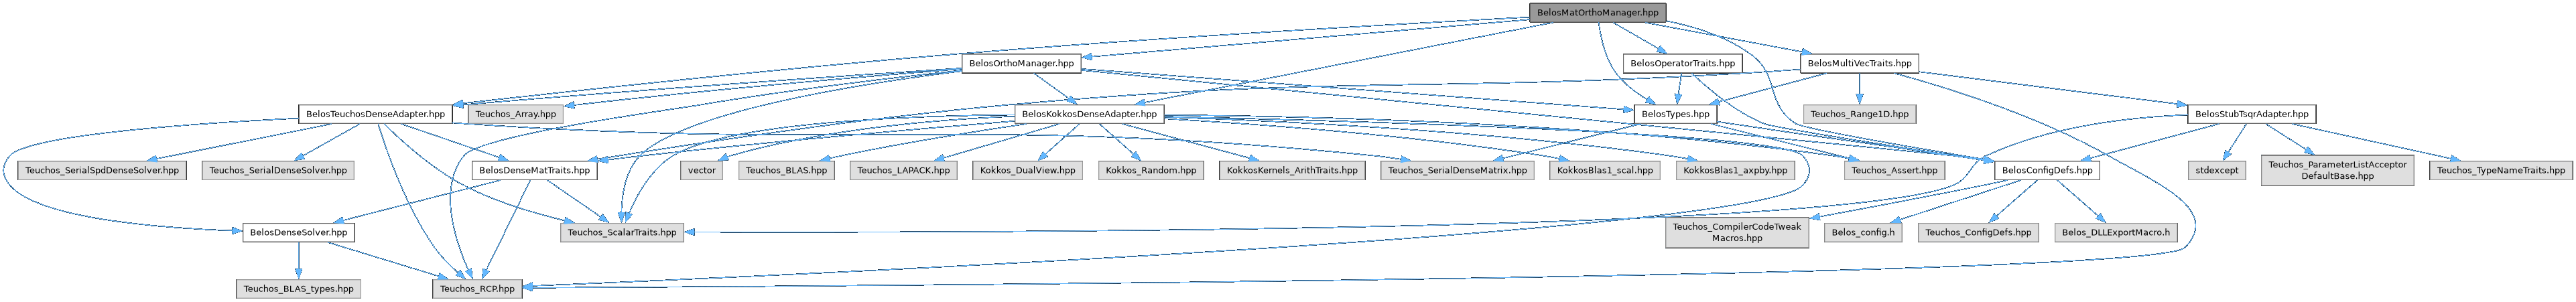 BelosMatOrthoManager.hpp
BelosOrthoManager.hpp
BelosOperatorTraits.hpp
BelosMultiVecTraits.hpp
BelosTeuchosDenseAdapter.hpp
Teuchos_Array.hpp
BelosKokkosDenseAdapter.hpp
BelosTypes.hpp
Teuchos_Range1D.hpp
BelosStubTsqrAdapter.hpp
Teuchos_SerialSpdDenseSolver.hpp
Teuchos_SerialDenseSolver.hpp
BelosDenseMatTraits.hpp
vector
Teuchos_BLAS.hpp
Teuchos_LAPACK.hpp
Kokkos_DualView.hpp
Kokkos_Random.hpp
KokkosKernels_ArithTraits.hpp
Teuchos_SerialDenseMatrix.hpp
KokkosBlas1_scal.hpp
KokkosBlas1_axpby.hpp
Teuchos_Assert.hpp
BelosConfigDefs.hpp
stdexcept
Teuchos_ParameterListAcceptor
DefaultBase.hpp
Teuchos_TypeNameTraits.hpp
BelosDenseSolver.hpp
Teuchos_ScalarTraits.hpp
Teuchos_CompilerCodeTweak
Macros.hpp
Belos_config.h
Teuchos_ConfigDefs.hpp
Belos_DLLExportMacro.h
Teuchos_BLAS_types.hpp
Teuchos_RCP.hpp